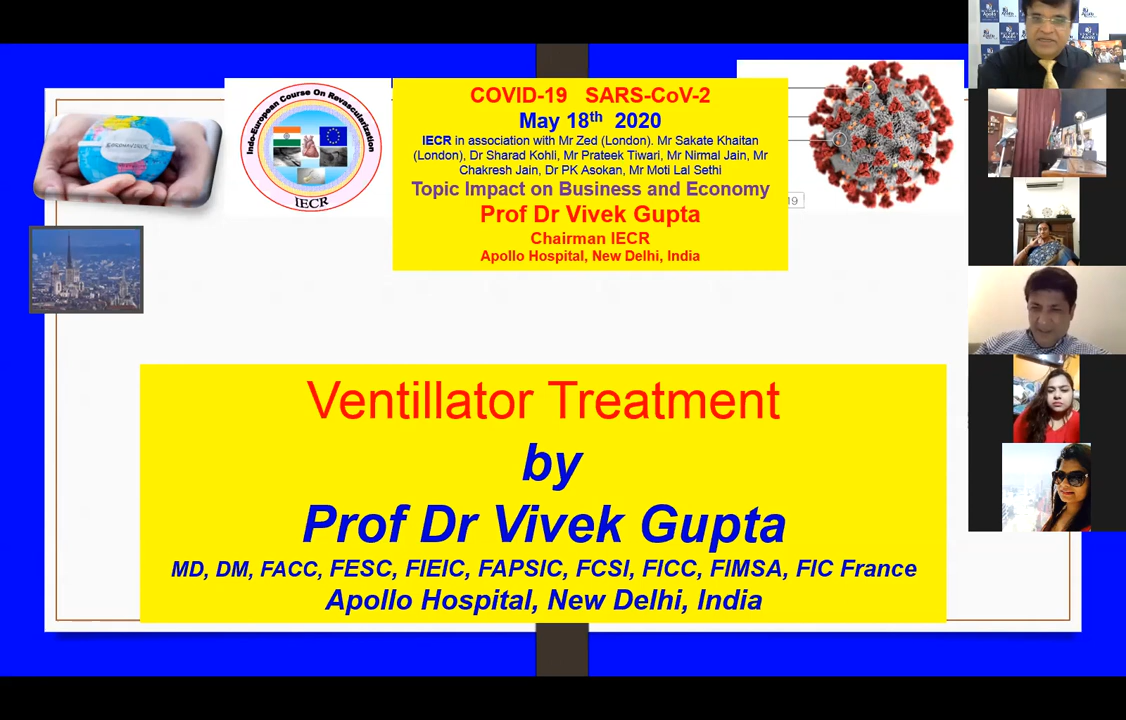 COVID-19 SARS-CoV-2
May 18th 2020
IECR in association with Mr Zed (London). Mr Sakate Khaitan
(London), Dr Sharad Kohli, Mr Prateek Tiwari, Mr Nirmal Jain, Mr
Chakresh Jain, Dr PK Asokan, Mr Moti Lal Sethi
Topic Impact on Business and Economy
Prof Dr Vivek Gupta
Chairman IECR
Apollo Hospital, New Delhi, India
Indo-European Course On Revascularization
IECR
19
Ventillator Treatment
by
Prof Dr Vivek Gupta
MD, DM, FACC, FESC, FIEIC, FAPSIC, FCSI, FICC, FIMSA, FIC France
Apollo Hospital, New Delhi, India
Apollo